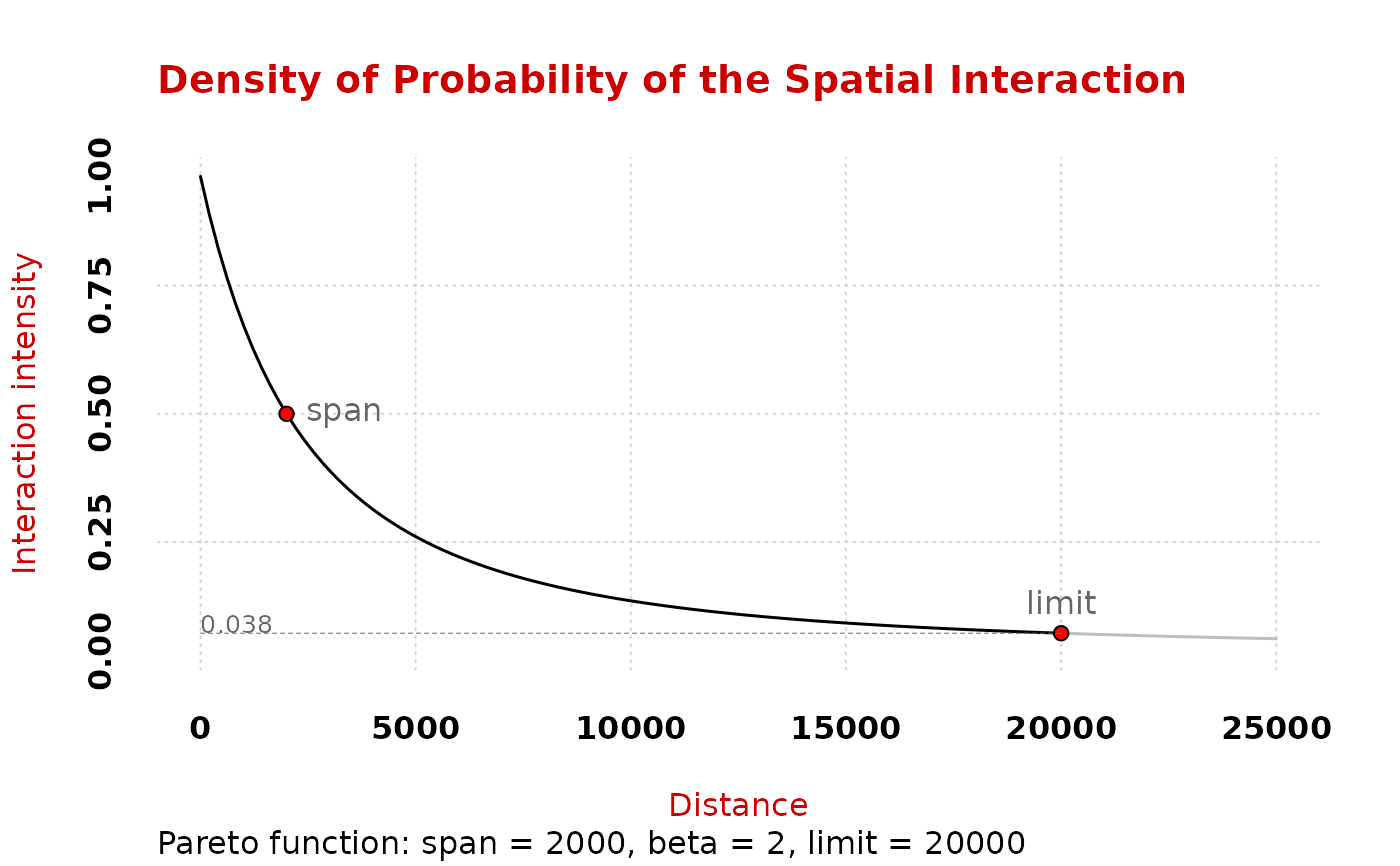 Density of Probability of the Spatial Interaction
Interaction intensity
1.00
0.75
0.50
0.25
0.00
span
limit
0.038
0 5000 10000 15000 20000 25000
Distance
Pareto function: span = 2000, beta = 2, limit = 20000